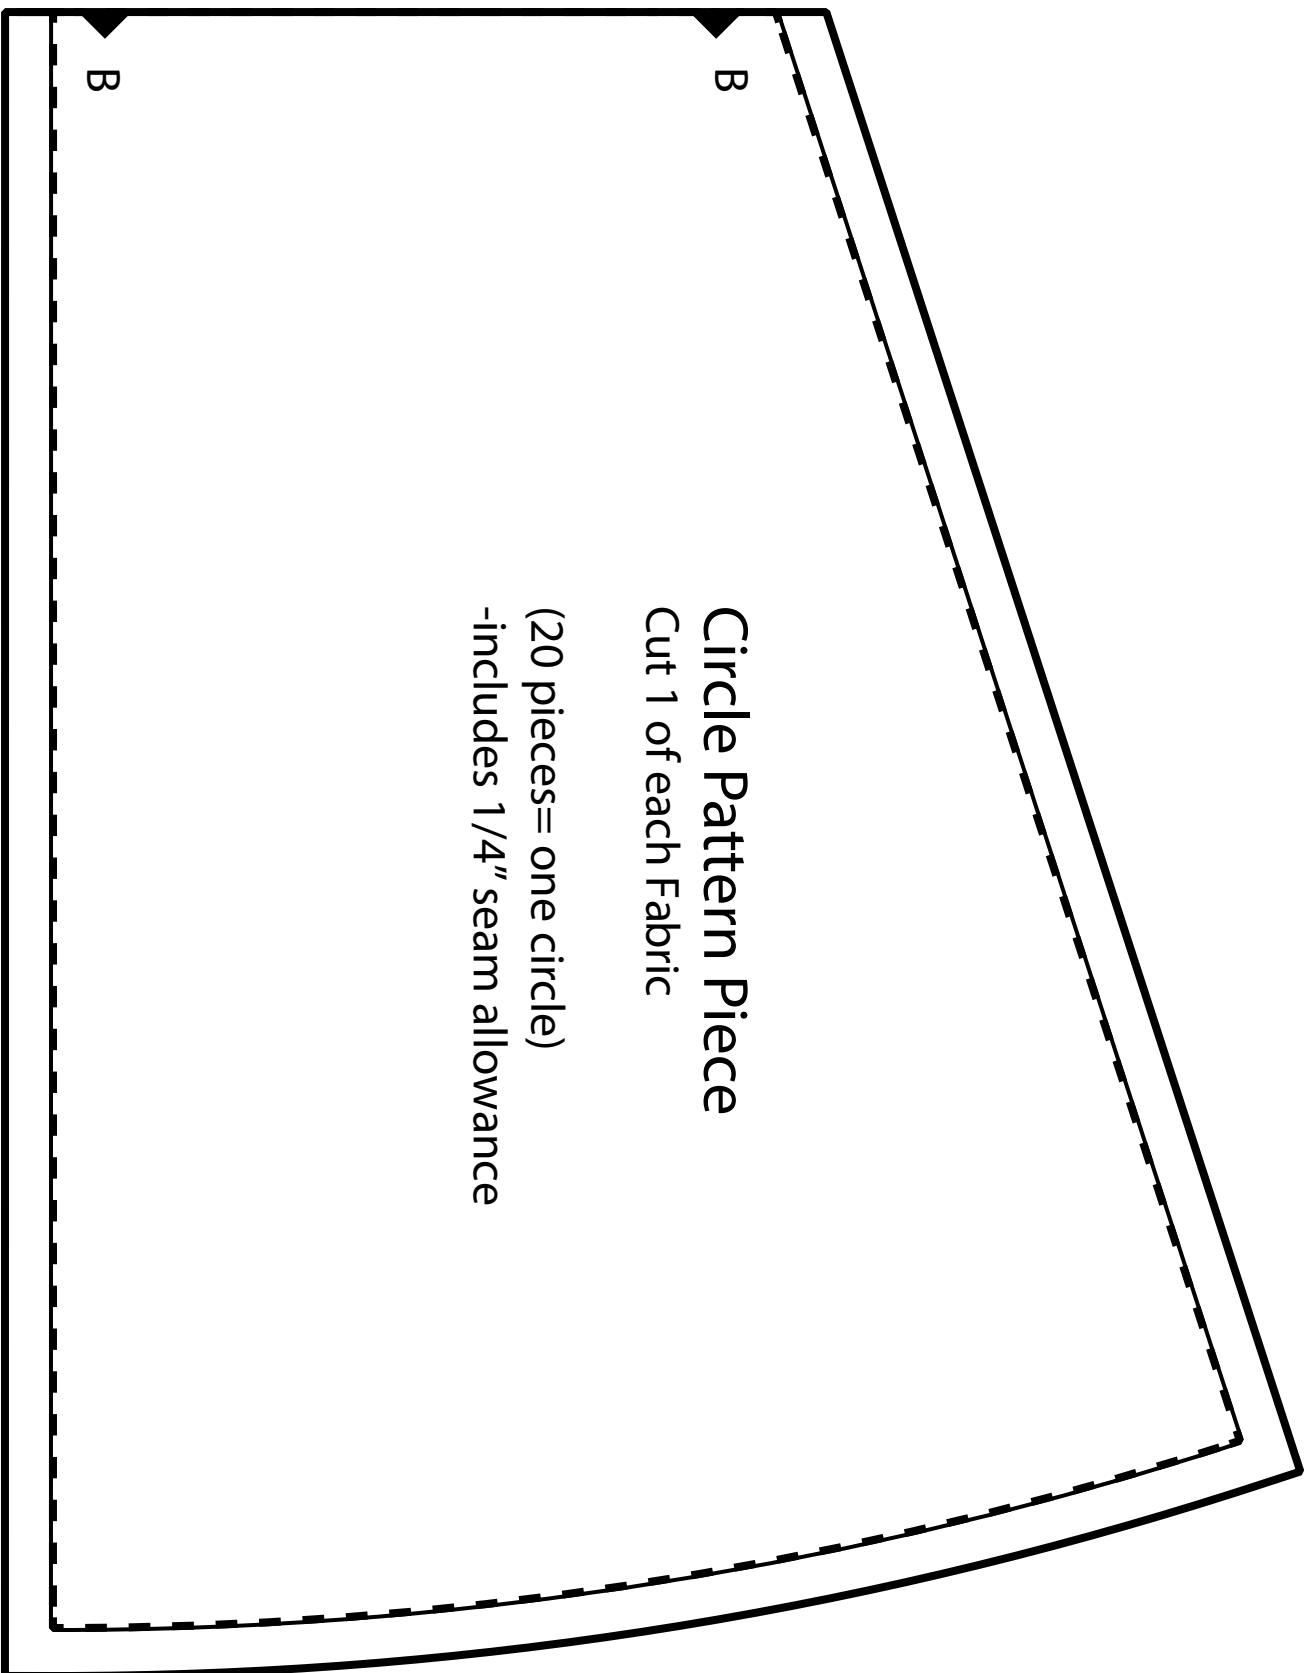 B
B
Circle Pattern Piece
Cut 1 of each Fabric
(20 pieces= one circle)
-includes 1/4" seam allowance